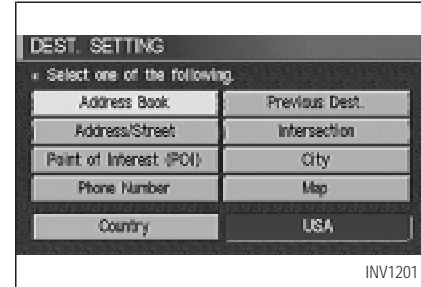 DEST. SETTING
Select one of the following.
Address Book Previous Dest.
Address/Street Intersection
Point of Interest (POI) City
Phone Number Map
Country USA
INV1201